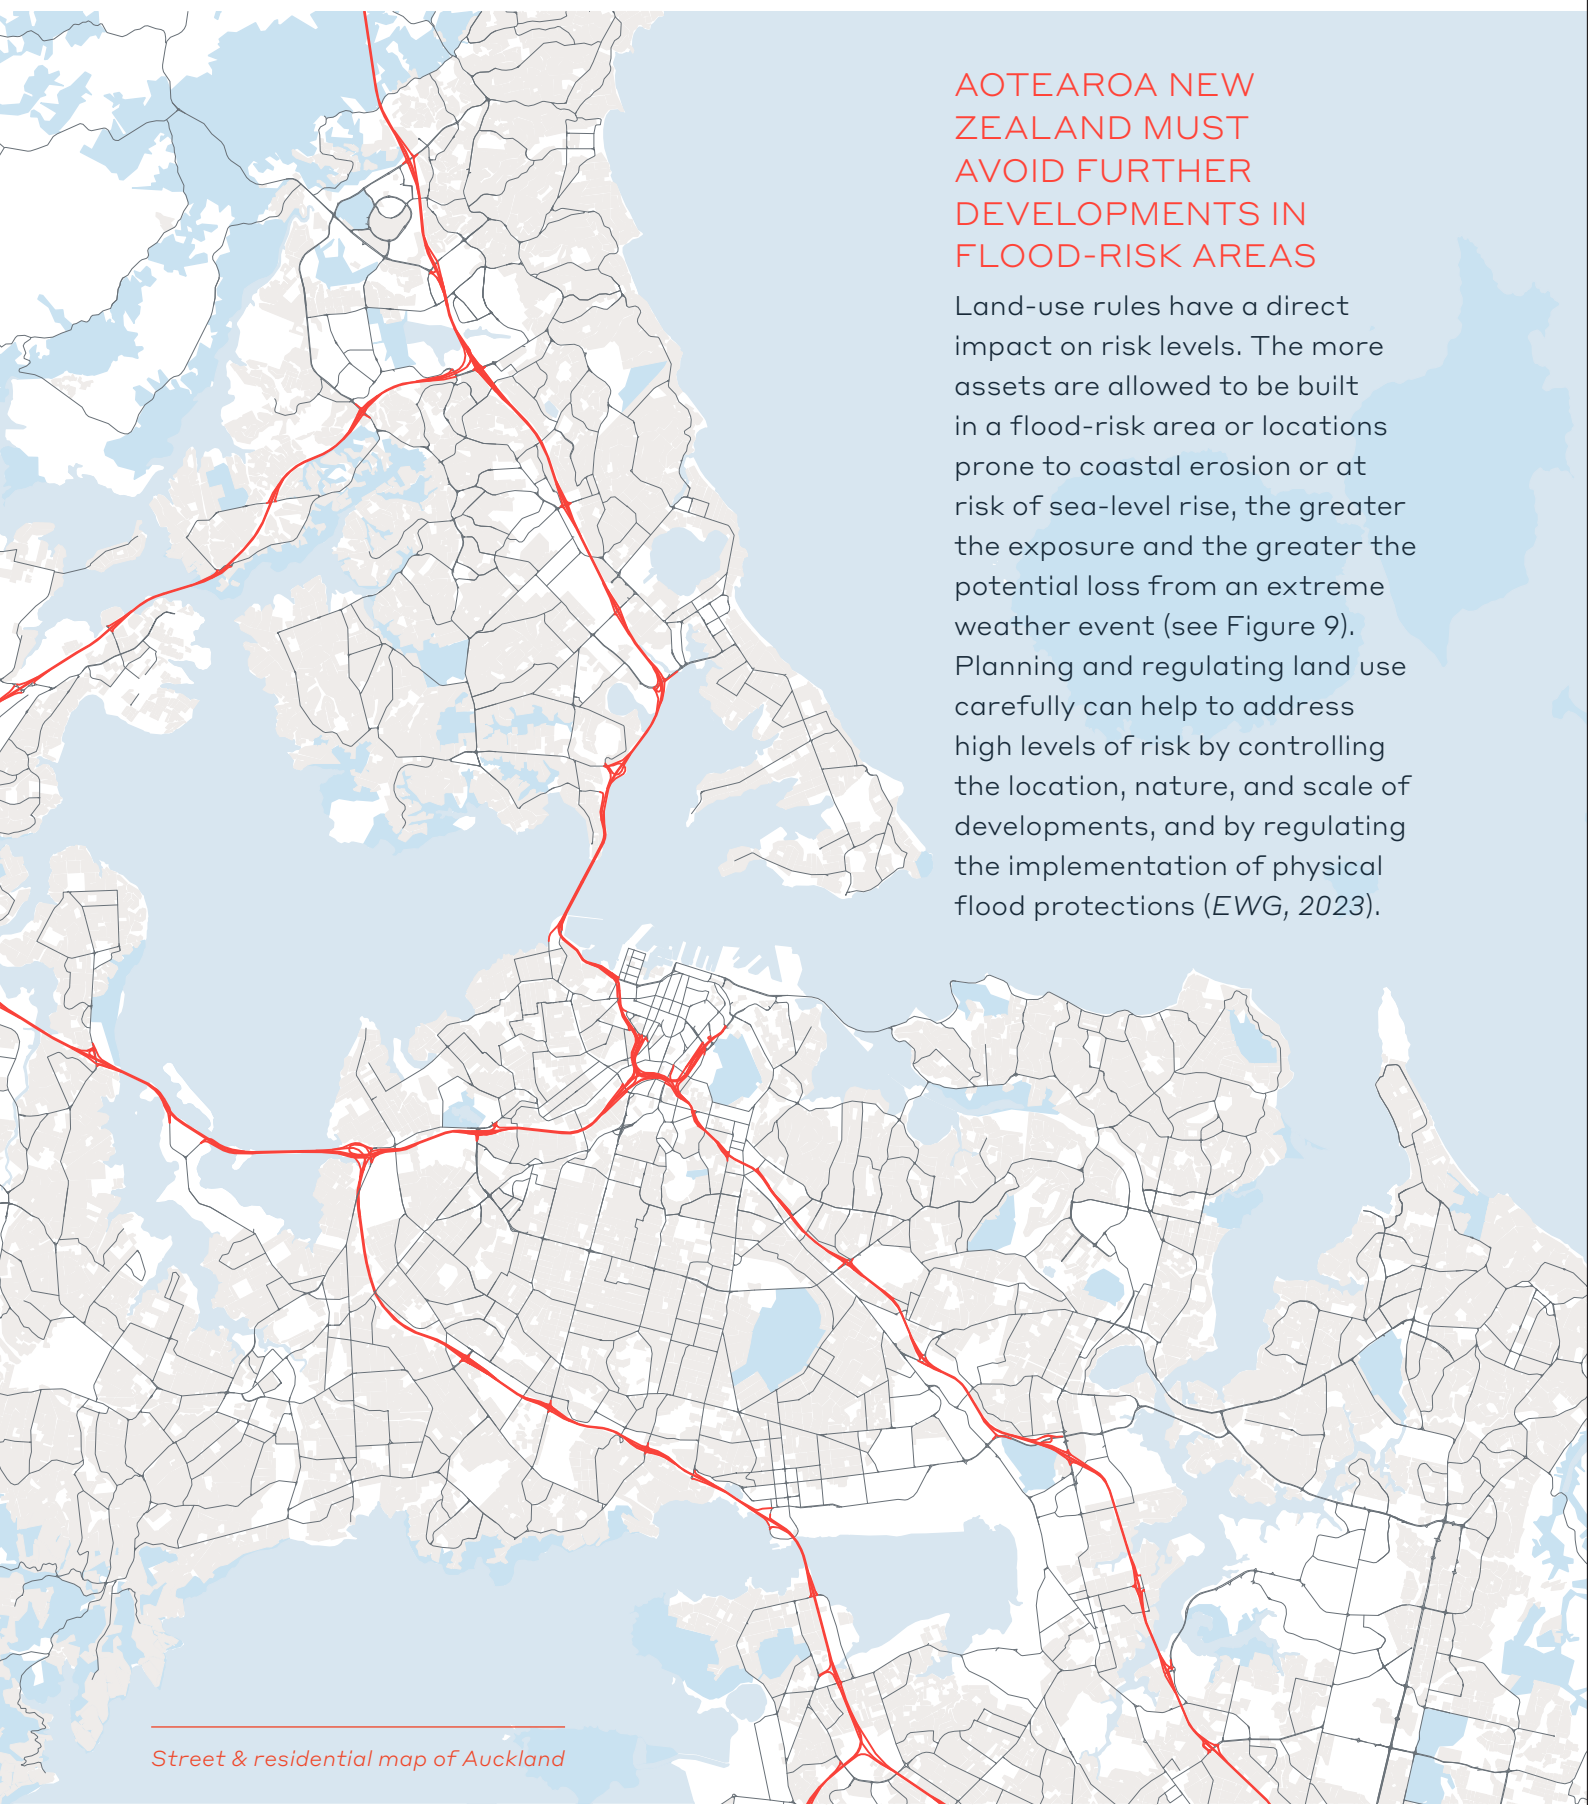 AOTEAROA NEW
ZEALAND MUST
AVOID FURTHER
DEVELOPMENTS IN
FLOOD-RISK AREAS
Land-use rules have a direct
impact on risk levels. The more
assets are allowed to be built
in a flood-risk area or locations
prone to coastal erosion or at
risk of sea-level rise, the greater
the exposure and the greater the
potential loss from an extreme
weather event (see Figure 9).
Planning and regulating land use
carefully can help to address
high levels of risk by controlling
the location, nature, and scale of
developments, and by regulating
the implementation of physical
flood protections (EWG, 2023).
Street & residential map of Auckland